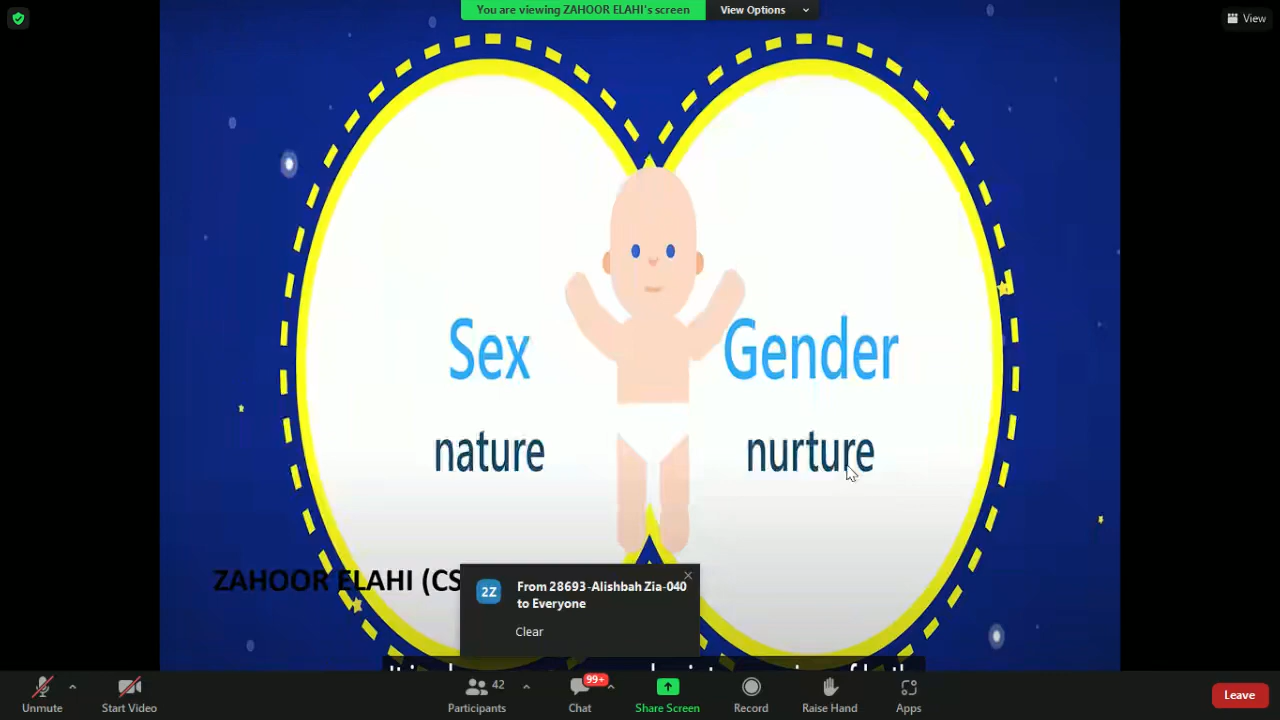 You are viewing ZAHOOR ELAHI's screen
View Options
View
Sex
Gender
nature
nurture
ZAHOOR ELAHI (CS
2Z
From 28693-Alishbah Zia-040
to Everyone
Clear
Unmute
Start Video
Participants
42
Chat
99+
Share Screen
Record
Raise Hand
Apps
Leave